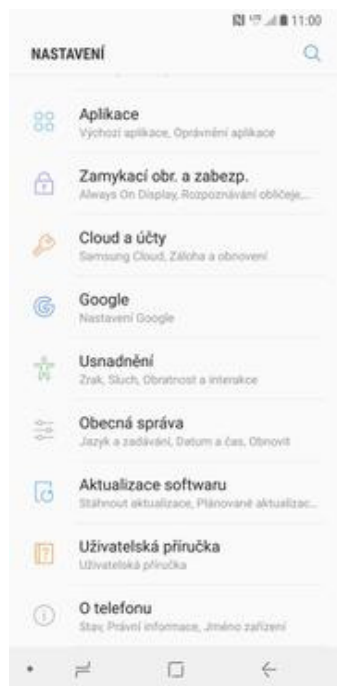 11:00
NASTAVENÍ
Aplikace
Výchozí aplikace, Oprávnění aplikace
Zamykací obr. a zabezp.
Always On Display, Rozpoznávání obličeje,...
Cloud a účty
Samsung Cloud, Záloha a obnovení
Google
Nastavení Google
Usnadnění
Zrak, Sluch, Obratnost a interakce
Obecná správa
Jazyk a zadávání, Datum a čas, Obnovit
Aktualizace softwaru
Stáhnout aktualizace, Plánované aktualizac...
Uživatelská příručka
Uživatelská příručka
O telefonu
Stav, Právní informace, Jméno zařízení